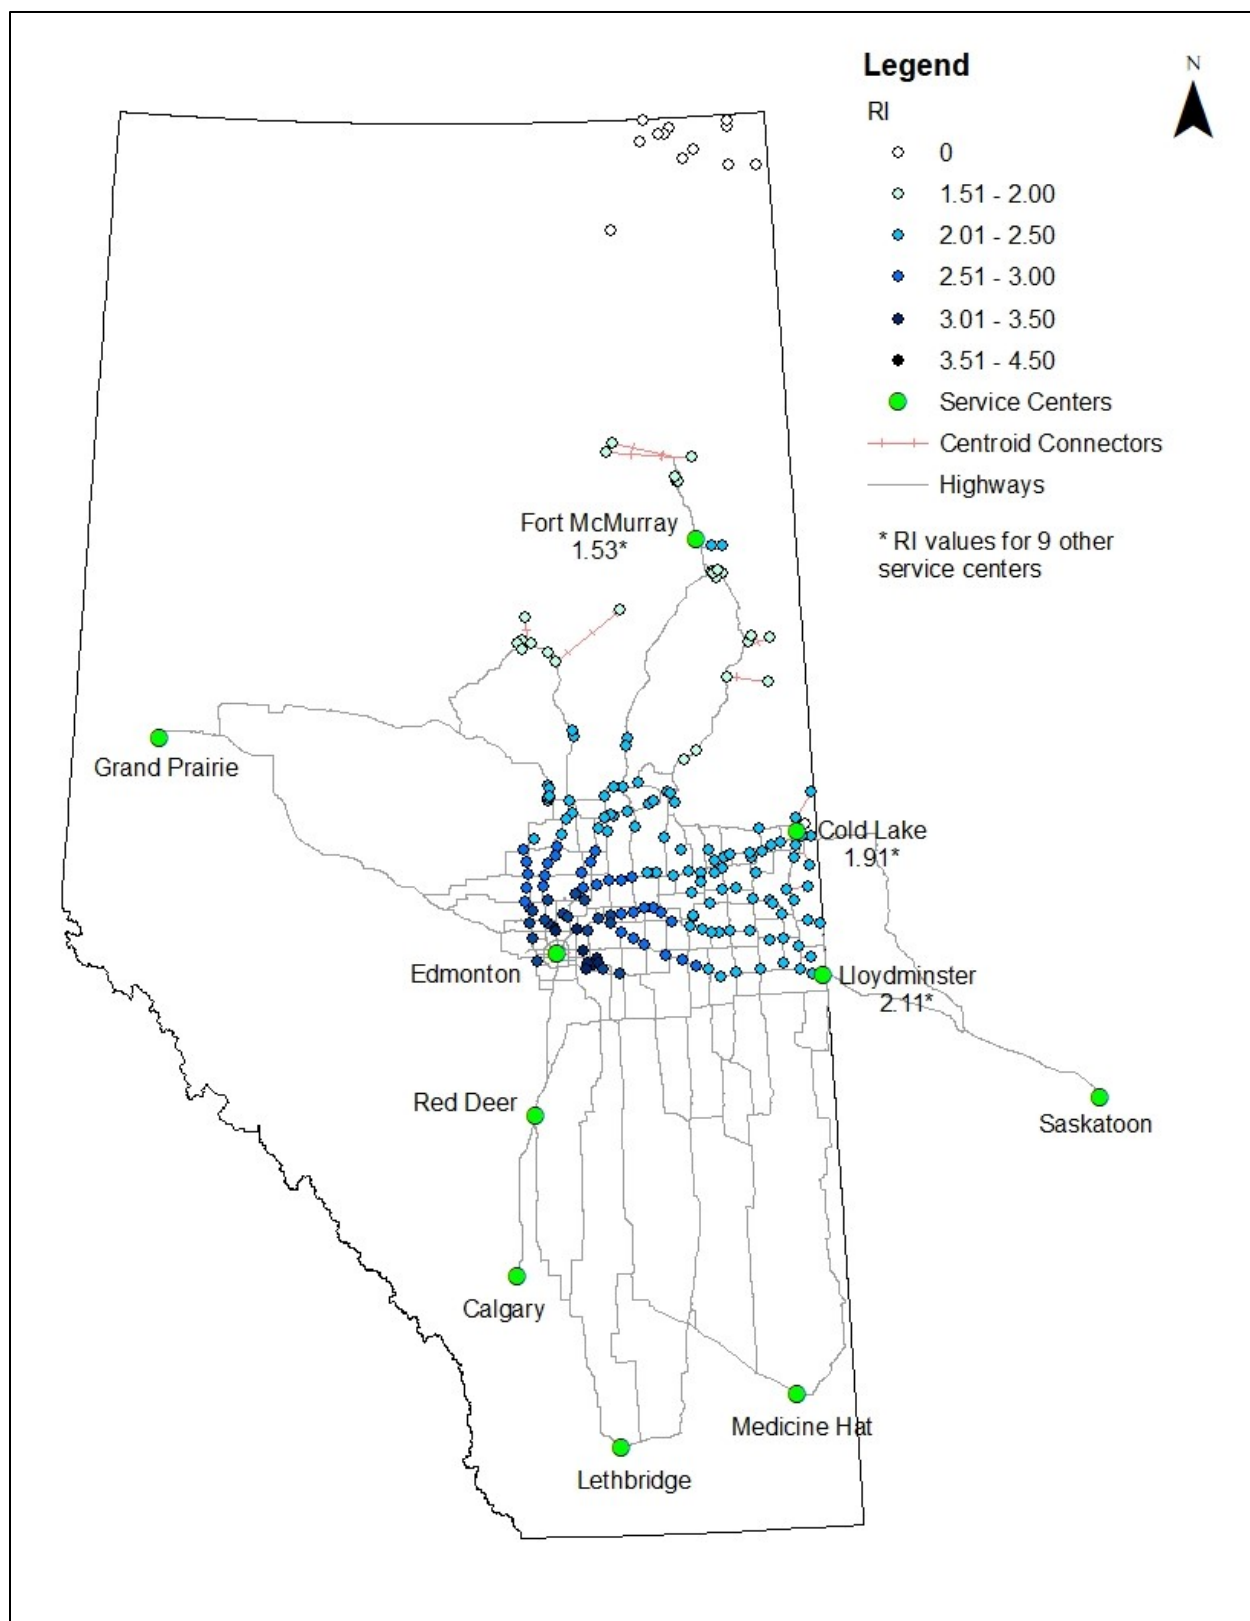 Legend
N
RI
0
1.51 - 2.00
2.01 - 2.50
2.51 - 3.00
3.01 - 3.50
3.51 - 4.50
Service Centers
Centroid Connectors
Highways
* RI values for 9 other
service centers
Fort McMurray
1.53*
Grand Prairie
Cold Lake
1.91*
Edmonton
Lloydminster
2.11*
Red Deer
Saskatoon
Calgary
Medicine Hat
Lethbridge